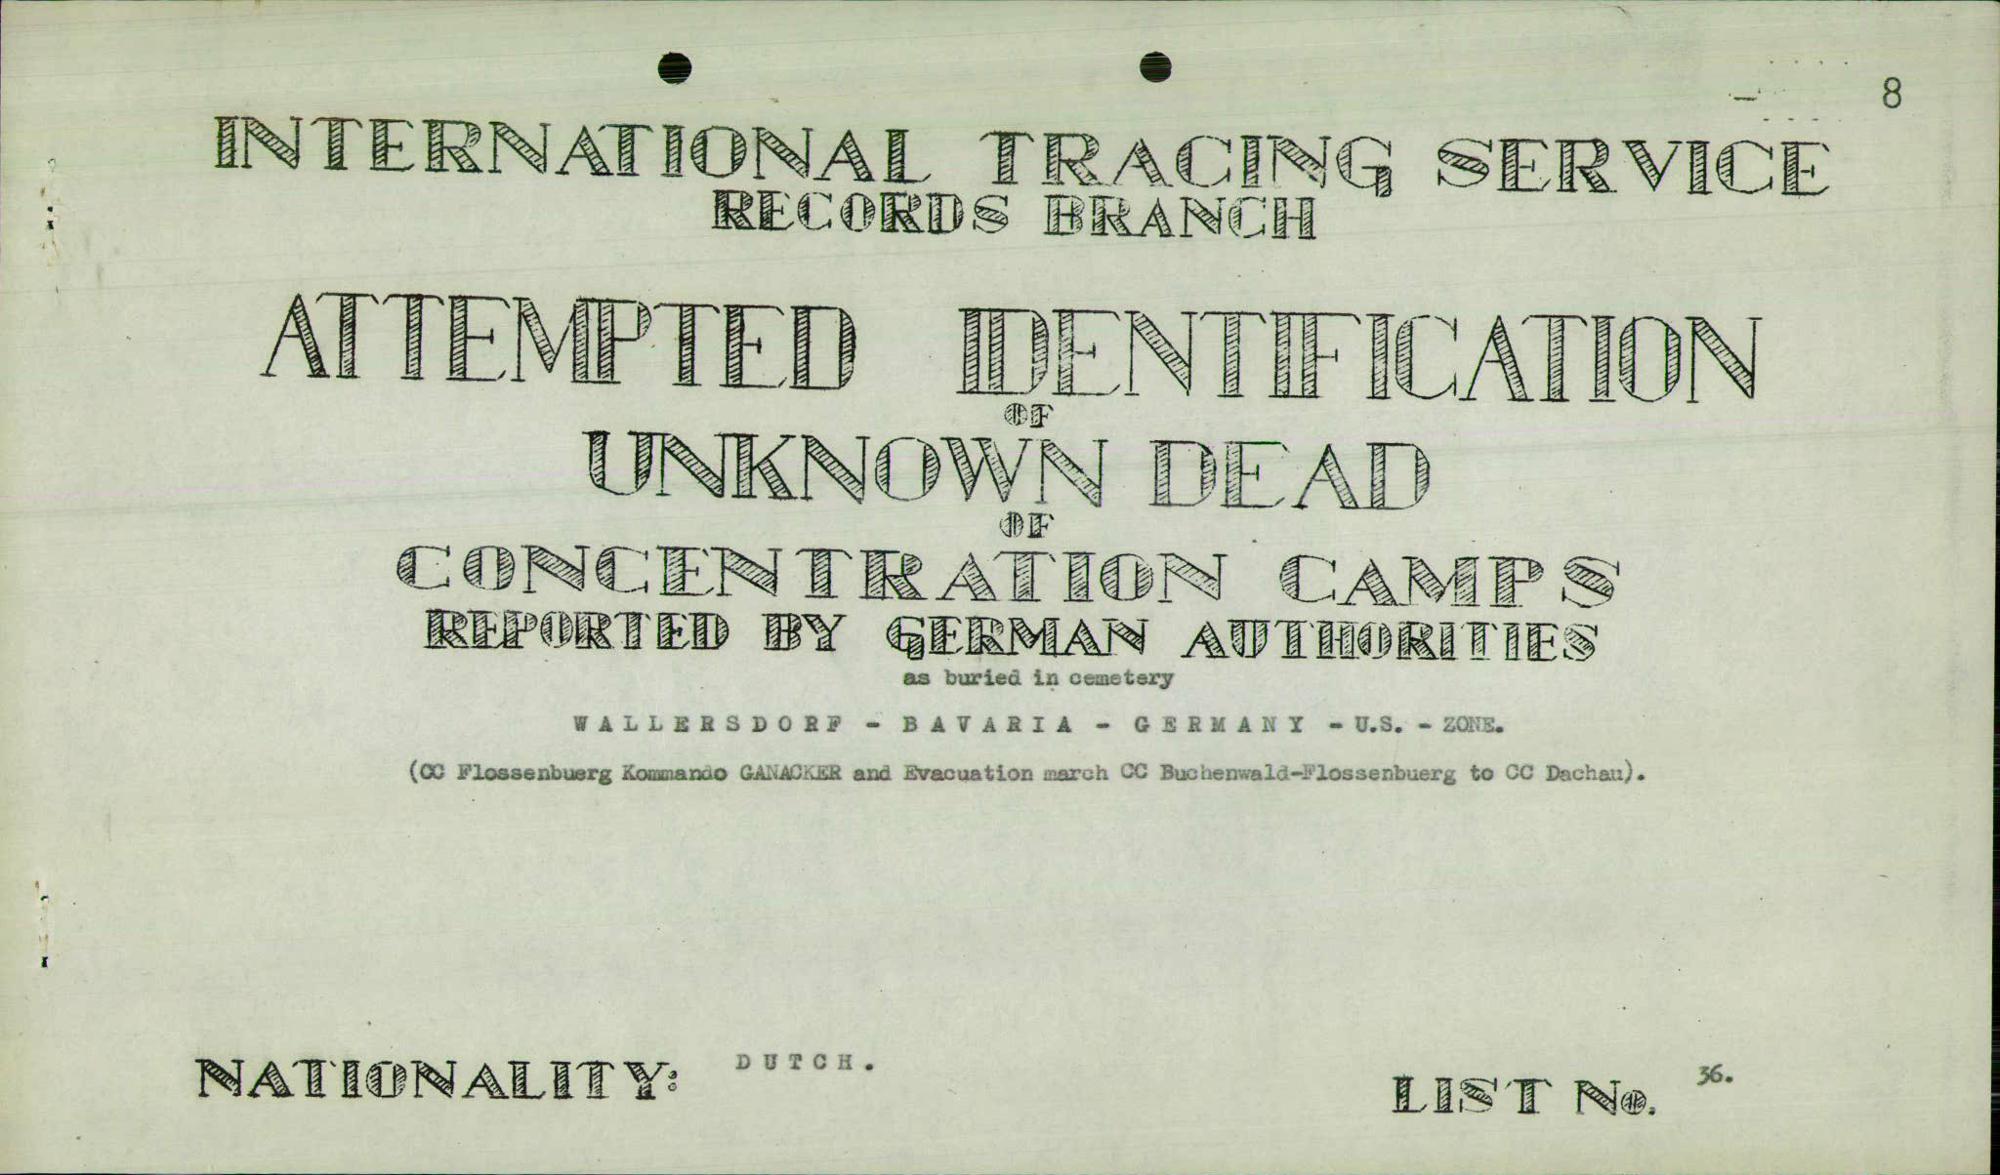 8
INTERNATIONAL TRACING SERVICE
RECORDS BRANCH
ATTEMPTED IDENTIFICATION
OF
UNKNOWN DEAD
OF
CONCENTRATION CAMPS
REPORTED BY GERMAN AUTHORITIES
as buried in cemetery
WALLERSDORF - BAVARIA - GERMANY - U.S. - ZONE.
(CC Flossenbuerg Kommando GANACKER and Evacuation march CC Buchenwald-Flossenbuerg to CC Dachau).
NATIONALITY: DUTCH.
LIST No. 36.